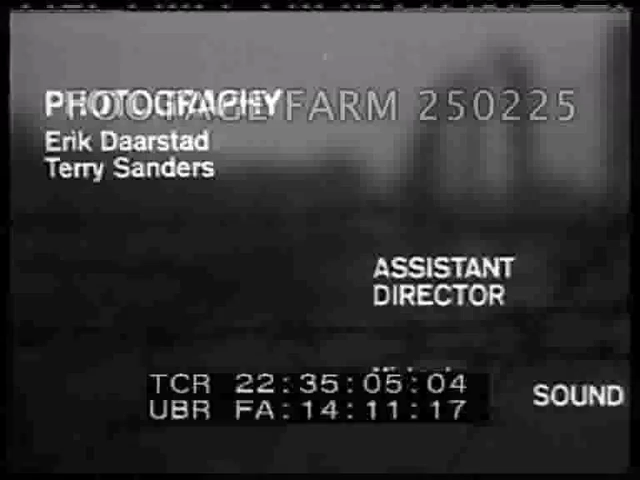 PHOTOGRAPHY
FOOTAGE FARM 250225
Erik Daarstad
Terry Sanders
ASSISTANT
DIRECTOR
TCR 22:35:05:04
UBR FA:14:11:17
SOUND